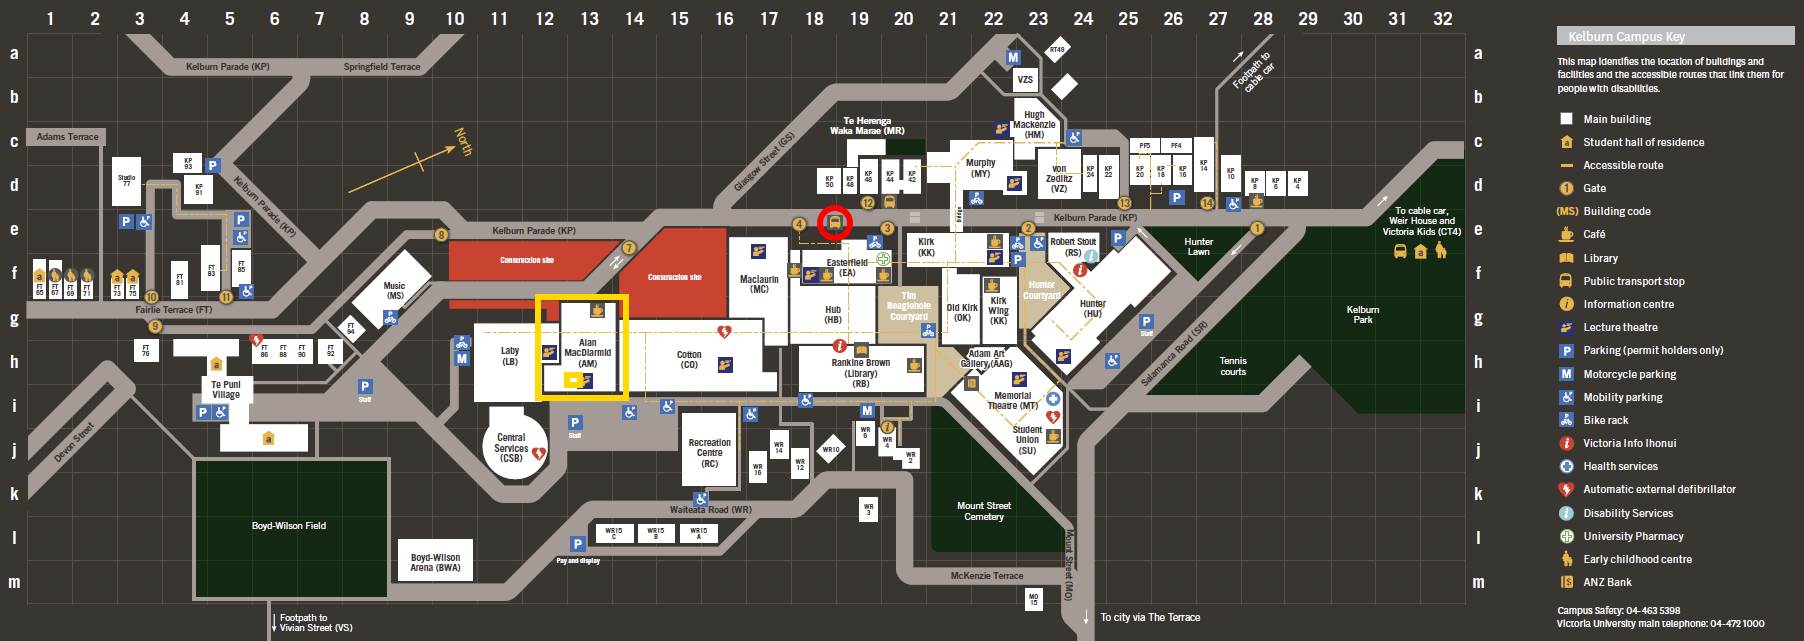 1 2 3 4 5 6 7 8 9 10 11 12 13 14 15 16 17 18 19 20 21 22 23 24 25 26 27 28 29 30 31 32
a
b
c
d
e
f
g
h
i
j
k
l
m
a
b
c
d
e
f
g
h
i
j
k
l
m
Kelburn Parade (KP)
Springfield Terrace
Adams Terrace
North
Kelburn Parade (KP)
Studio
77
KP
93
P
KP
91
P
P
FT
65
FT
67
FT
69
FT
71
FT
73
FT
75
FT
81
FT
83
FT
85
a
a
a
10
11
Fairlie Terrace (FT)
9
FT
76
FT
86
FT
88
FT
90
FT
92
FT
94
a
Te Puni
Village
P
a
Devon Street
Boyd-Wilson Field
Footpath to
Vivian Street (VS)
Boyd-Wilson
Arena (BWA)
P
Staff
Music
(MS)
8
Kelburn Parade (KP)
Construction site
7
Construction site
M
Laby
(LB)
Alan
MacDiarmid
(AM)
Cotton
(CO)
Central
Services
(CSB)
P
Staff
Recreation
Centre
(RC)
WR
16
WR
14
WR
12
WR10
WR
6
WR
4
WR
2
WR
3
M
i
Waiteata Road (WR)
WR15
C
WR15
B
WR15
A
P
Pay and display
Glasgow Street (GS)
Te Herenga
Waka Marae (MR)
KP
50
KP
48
KP
46
KP
44
KP
42
12
4
3
Maclaurin
(MC)
Easterfield
(EA)
Hub
(HB)
Rankine Brown
(Library)
(RB)
i
Tim
Beaglehole
Courtyard
Kirk
(KK)
Old Kirk
(OK)
Kirk
Wing
(KK)
Bridge
Murphy
(MY)
M
VZS
RT49
Hugh
Mackenzie
(HM)
von
Zedlitz
(VZ)
KP
24
KP
22
KP
20
KP
18
KP
16
KP
14
KP
10
KP
8
KP
6
KP
4
PF5
PF4
P
13
14
Kelburn Parade (KP)
2
1
P
P
Robert Stout
(RS)
i
i
Hunter
Courtyard
Hunter
(HU)
Hunter
Lawn
P
Staff
Salamanca Road (SR)
Tennis
courts
Kelburn
Park
Footpath to
cable car
To cable car,
Weir House and
Victoria Kids (CT4)
a
Adam Art
Gallery (AAG)
Memorial
Theatre (MT)
Student
Union
(SU)
Mount Street
Cemetery
Mount Street (MO)
McKenzie Terrace
MO
15
To city via The Terrace
Kelburn Campus Key
This map identifies the location of buildings and
facilities and the accessible routes that link them for
people with disabilities.
Main building
a Student hall of residence
Accessible route
1 Gate
(MS) Building code
Café
Library
Public transport stop
i Information centre
Lecture theatre
P Parking (permit holders only)
M Motorcycle parking
Mobility parking
Bike rack
i Victoria Info Ihonui
Health services
Automatic external defibrillator
i Disability Services
University Pharmacy
Early childhood centre
$ ANZ Bank
Campus Safety: 04-463 5398
Victoria University main telephone: 04-472 1000